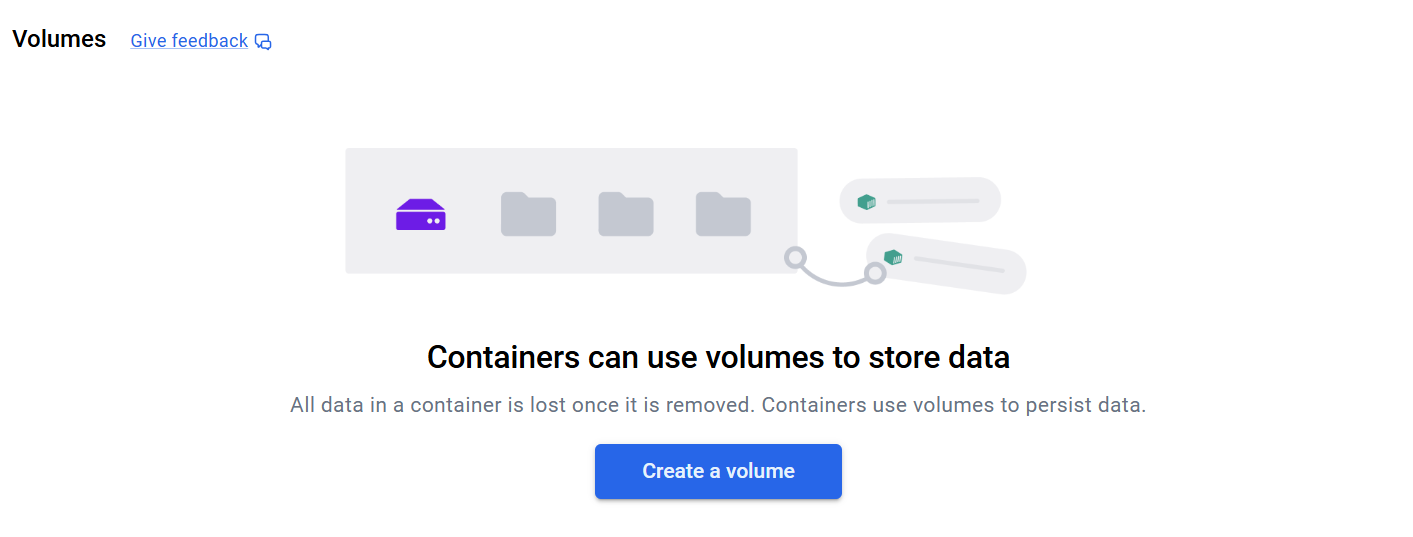 Volumes Give feedback
Containers can use volumes to store data
All data in a container is lost once it is removed. Containers use volumes to persist data.
Create a volume